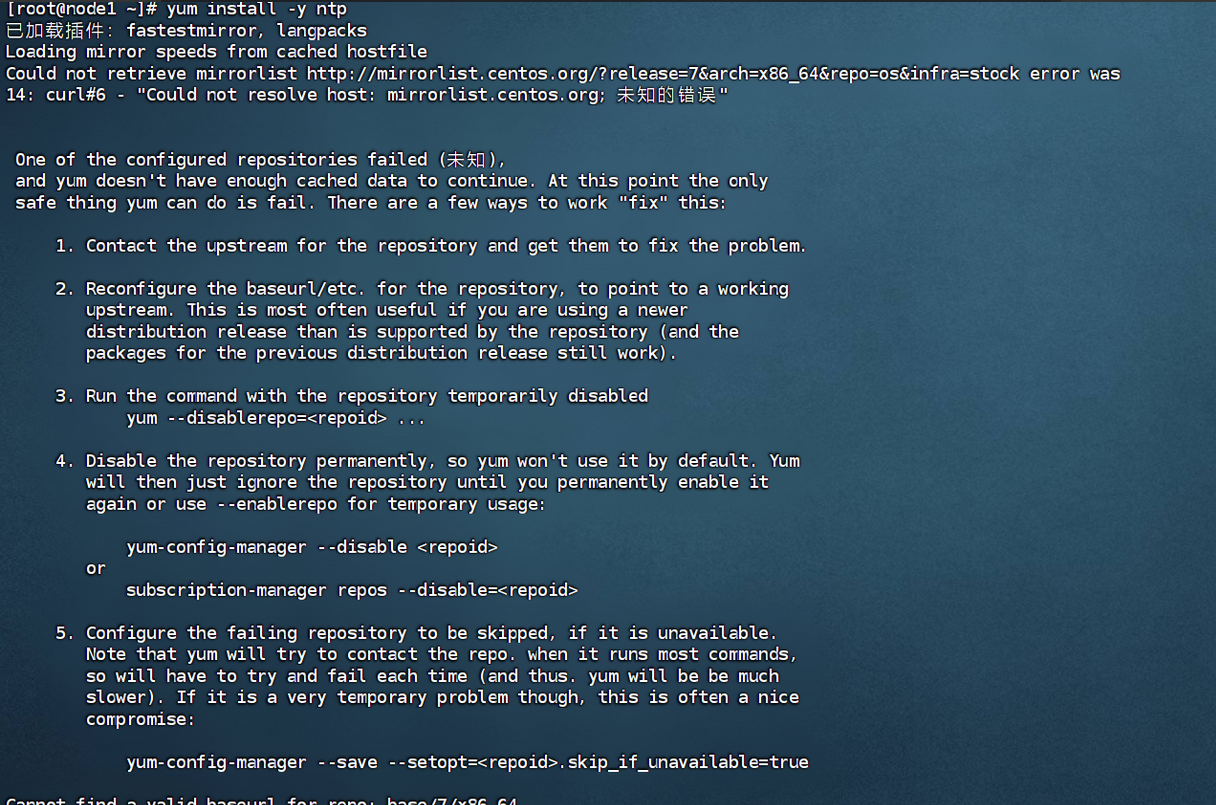 [root@node1 ~]# yum install -y ntp
已加载插件：fastestmirror, langpacks
Loading mirror speeds from cached hostfile
Could not retrieve mirrorlist http://mirrorlist.centos.org/?release=7&arch=x86_64&repo=os&infra=stock error was
14: curl#6 - "Could not resolve host: mirrorlist.centos.org; 未知的错误"
One of the configured repositories failed (未知),
and yum doesn't have enough cached data to continue. At this point the only
safe thing yum can do is fail. There are a few ways to work "fix" this:
1. Contact the upstream for the repository and get them to fix the problem.
2. Reconfigure the baseurl/etc. for the repository, to point to a working
upstream. This is most often useful if you are using a newer
distribution release than is supported by the repository (and the
packages for the previous distribution release still work).
3. Run the command with the repository temporarily disabled
yum --disablerepo=<repoid> ...
4. Disable the repository permanently, so yum won't use it by default. Yum
will then just ignore the repository until you permanently enable it
again or use --enablerepo for temporary usage:
yum-config-manager --disable <repoid>
or
subscription-manager repos --disable=<repoid>
5. Configure the failing repository to be skipped, if it is unavailable.
Note that yum will try to contact the repo. when it runs most commands,
so will have to try and fail each time (and thus. yum will be be much
slower). If it is a very temporary problem though, this is often a nice
compromise:
yum-config-manager --save --setopt=<repoid>.skip_if_unavailable=true
Cannot find a valid baseurl for repo: base/7/x86_64